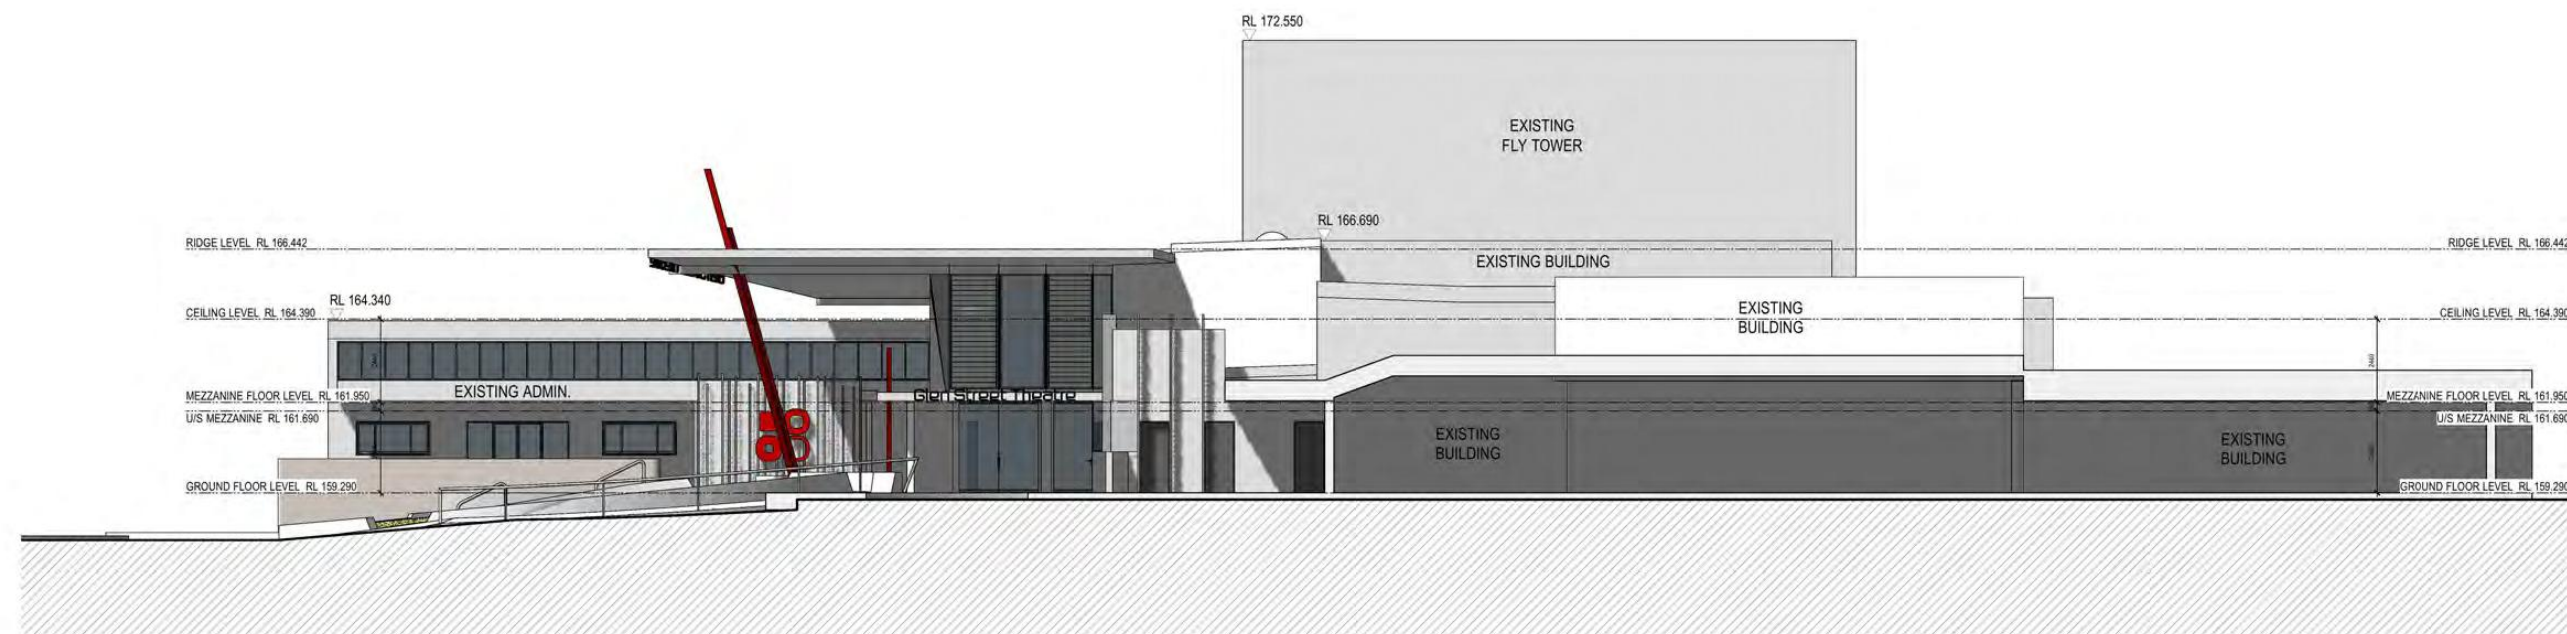 RL 172.550
EXISTING
FLY TOWER
RL 166.690
RIDGE LEVEL RL 166.442
RIDGE LEVEL RL 166.442
EXISTING BUILDING
RL 164.340
EXISTING
BUILDING
CEILING LEVEL RL 164.390
CEILING LEVEL RL 164.390
2440
EXISTING ADMIN.
MEZZANINE FLOOR LEVEL RL 161.950
Glen Street Theatre
MEZZANINE FLOOR LEVEL RL 161.950
U/S MEZZANINE RL 161.690
U/S MEZZANINE RL 161.690
EXISTING
BUILDING
EXISTING
BUILDING
GROUND FLOOR LEVEL RL 159.290
GROUND FLOOR LEVEL RL 159.290